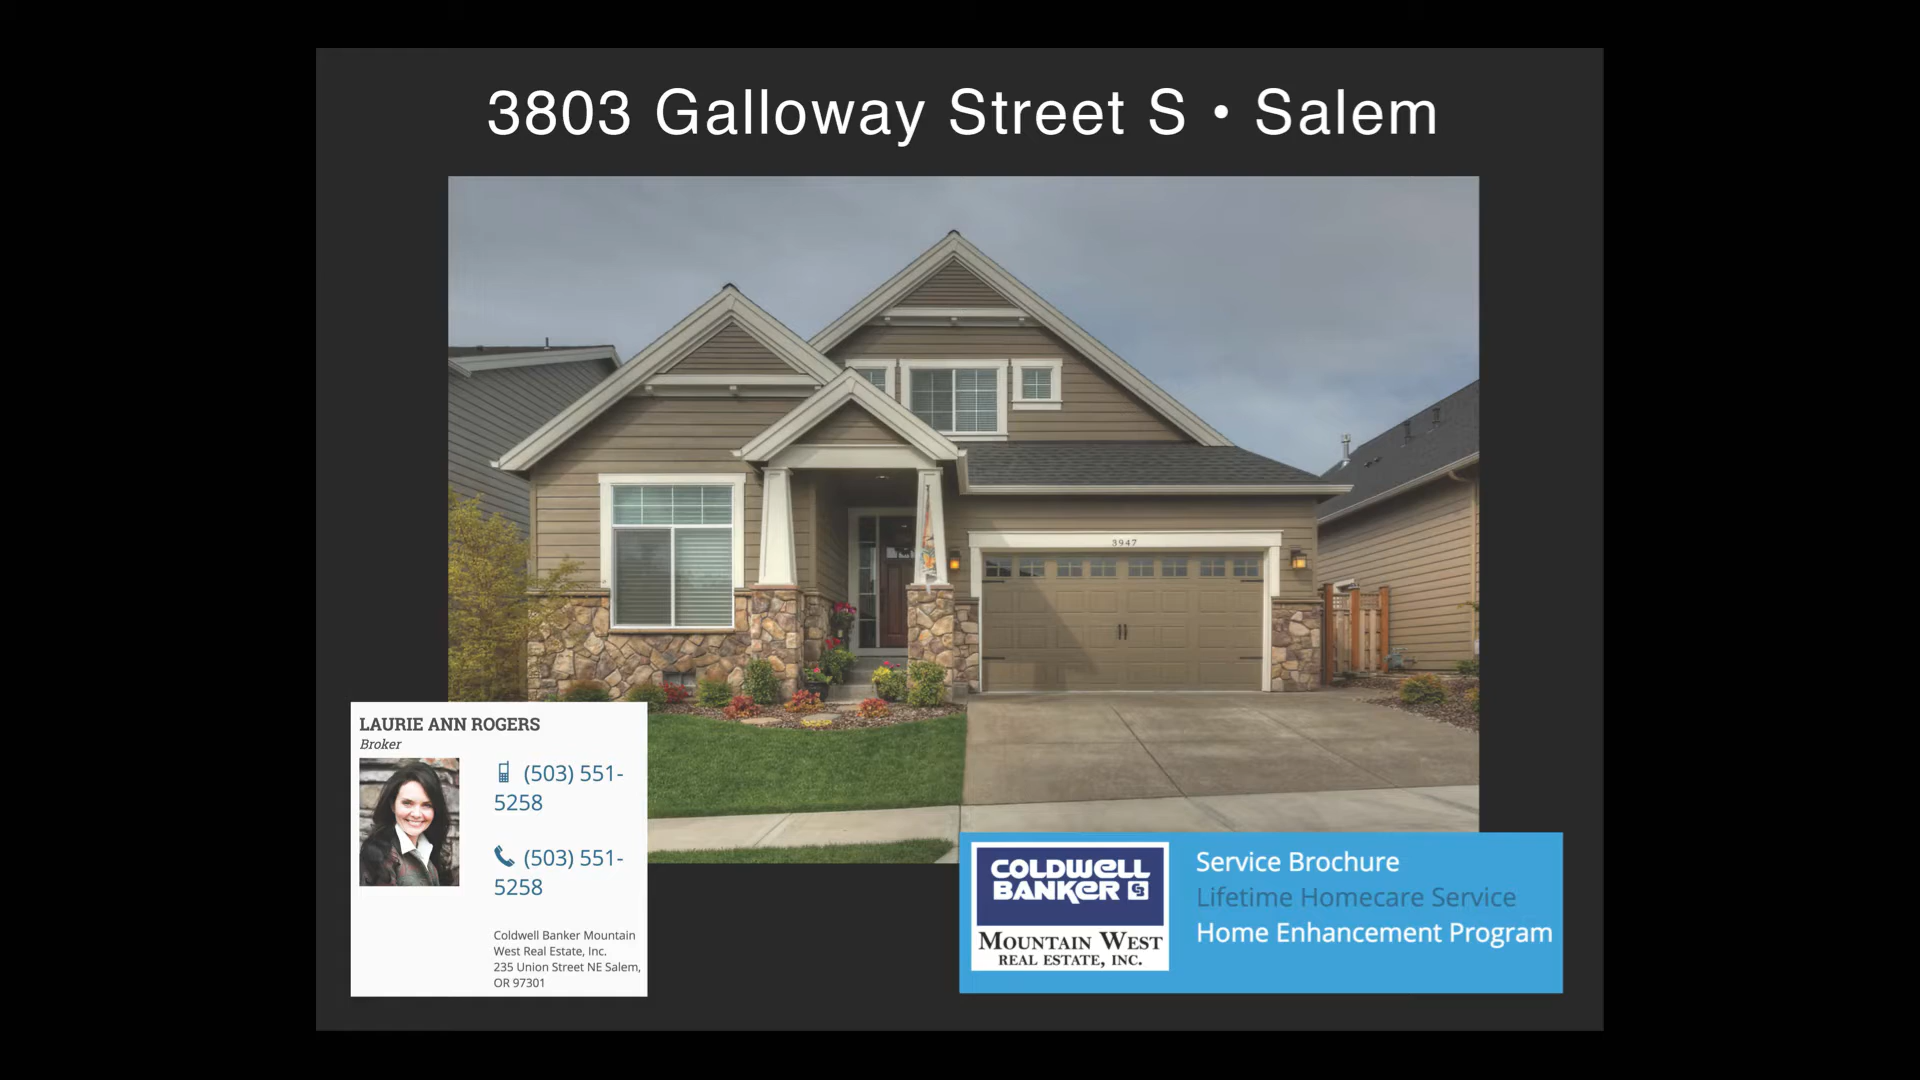 3803 Galloway Street S • Salem
3947
LAURIE ANN ROGERS
Broker
(503) 551-
5258
(503) 551-
5258
Coldwell Banker Mountain
West Real Estate, Inc.
235 Union Street NE Salem,
OR 97301
COLDWELL
BANKER CB
MOUNTAIN WEST
REAL ESTATE, INC.
Service Brochure
Lifetime Homecare Service
Home Enhancement Program